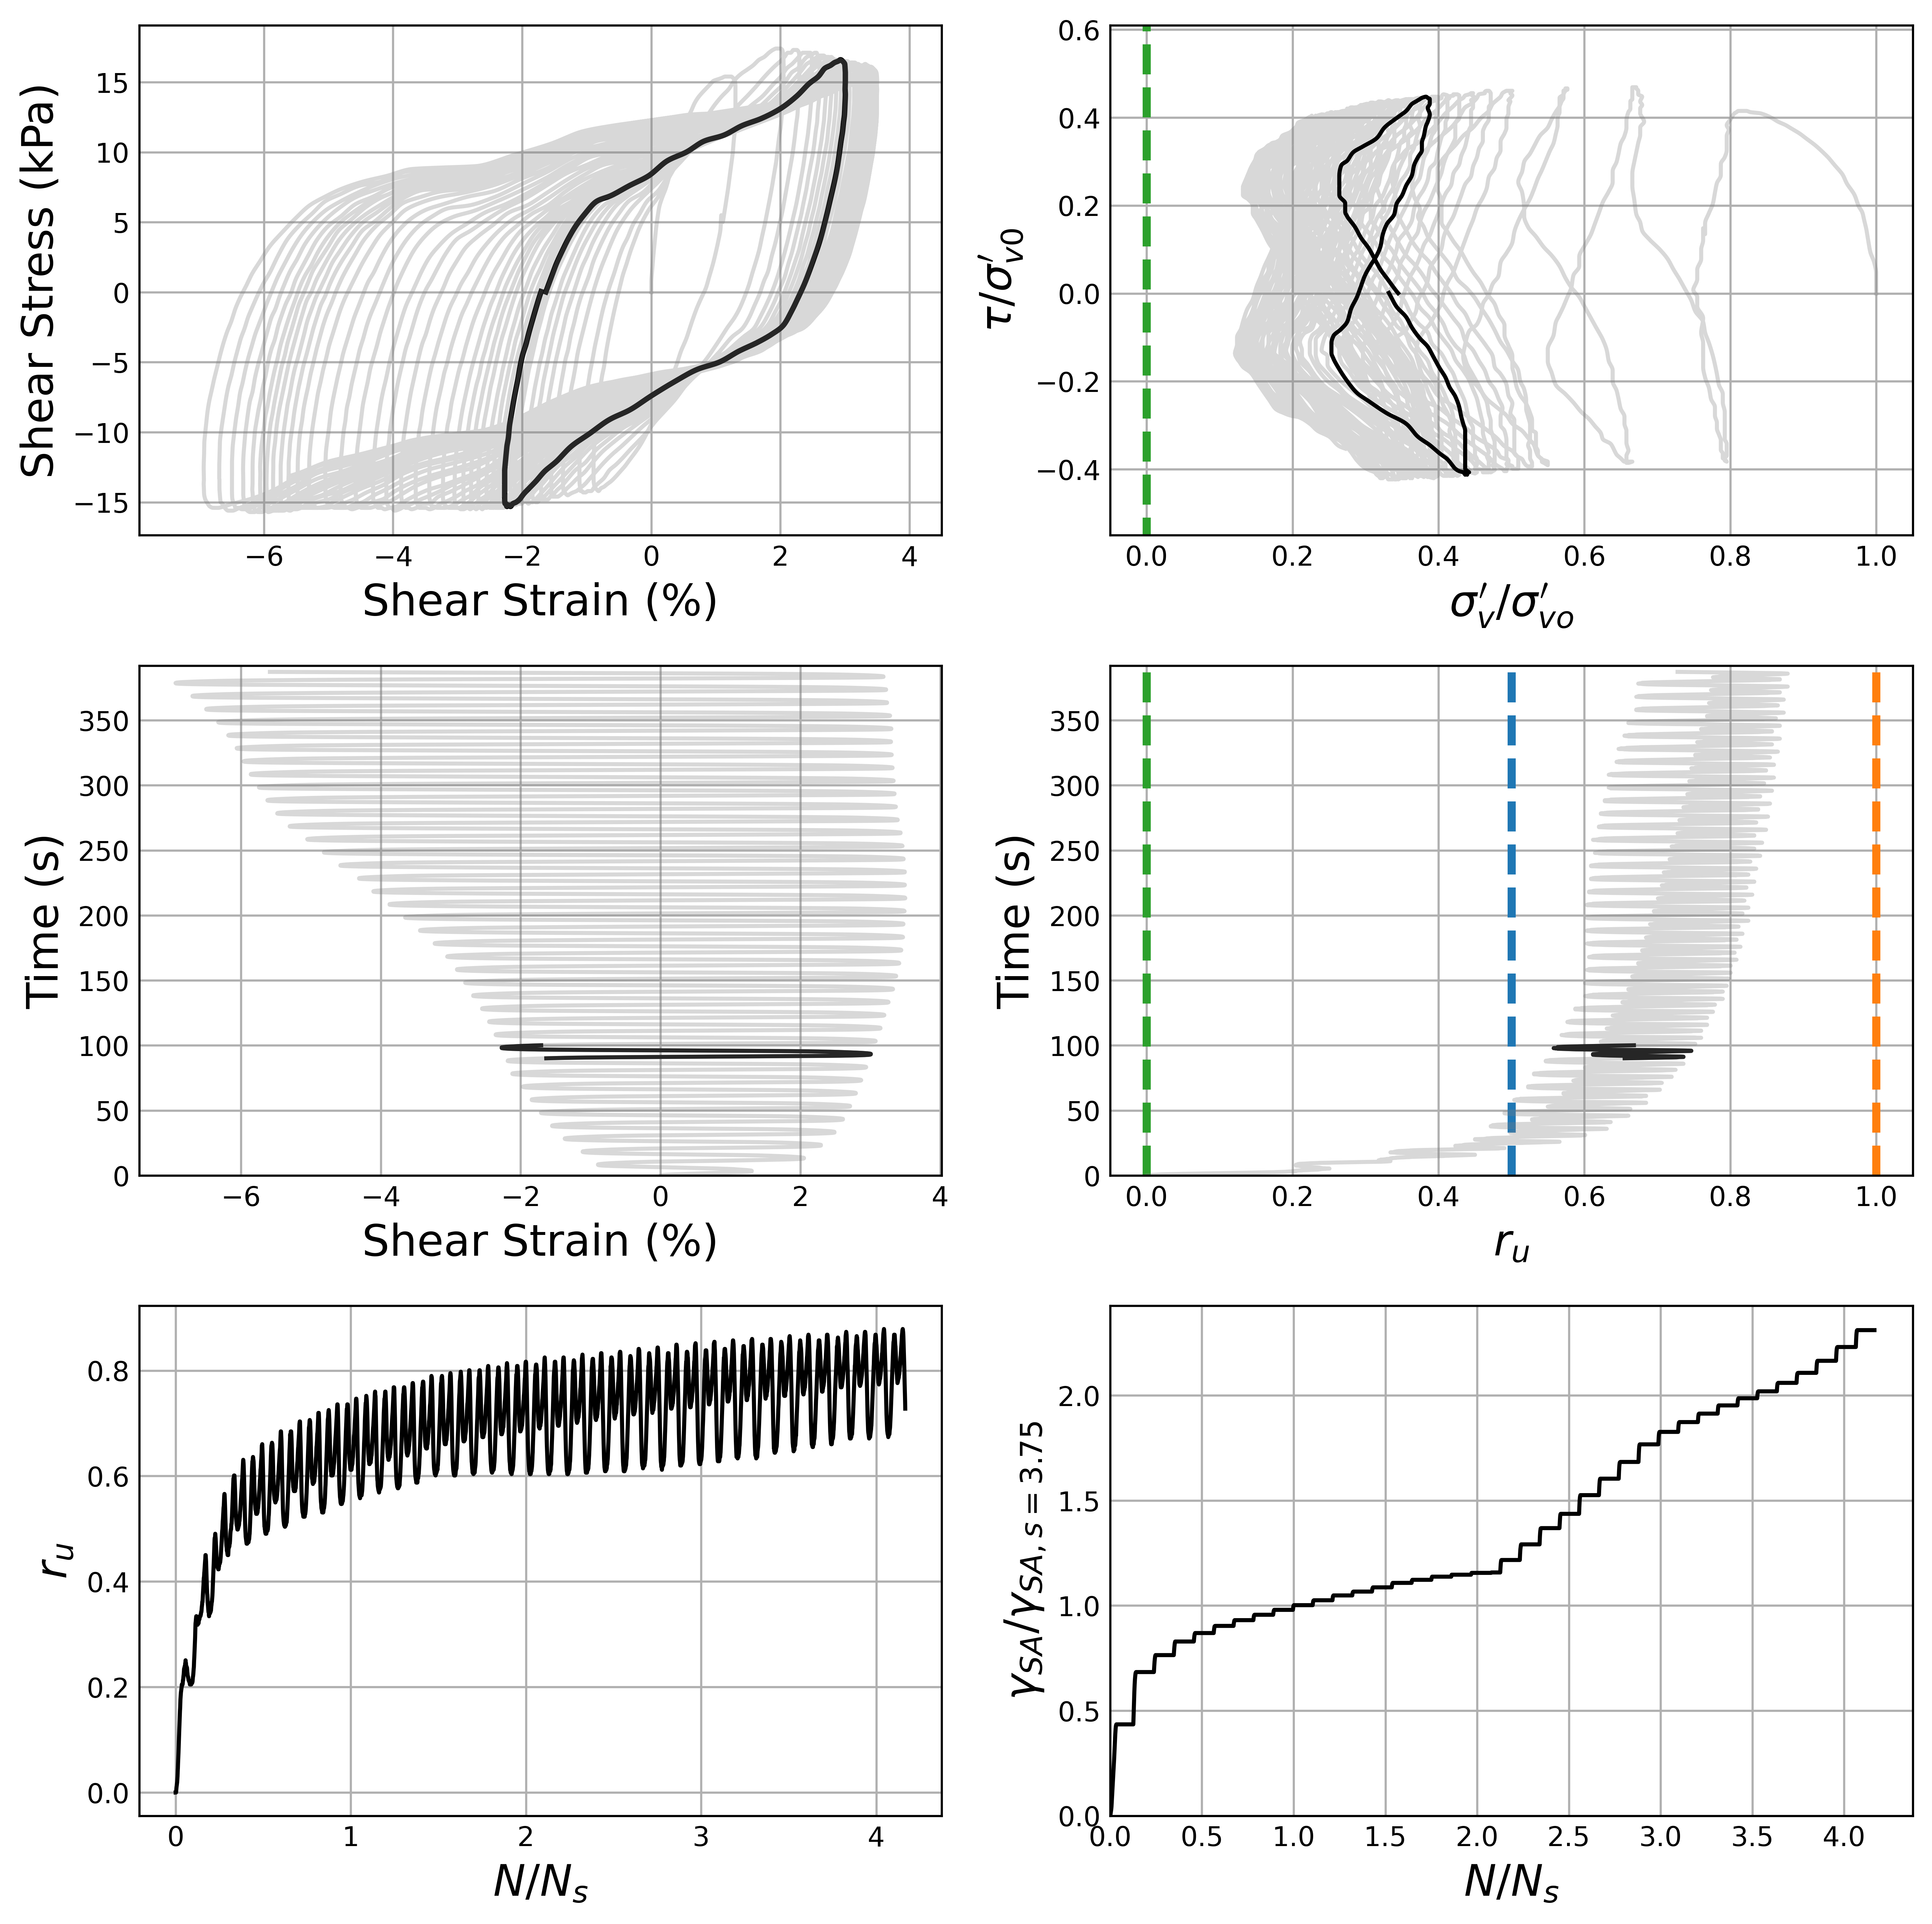 15
10
5
0
−5
−10
−15
Shear Stress (kPa)
−6 −4 −2 0 2 4
Shear Strain (%)
0.6
0.4
0.2
0.0
−0.2
−0.4
τ/σ′v0
0.0 0.2 0.4 0.6 0.8 1.0
σ′v/σ′vo
350
300
250
200
150
100
50
0
Time (s)
−6 −4 −2 0 2 4
Shear Strain (%)
350
300
250
200
150
100
50
0
Time (s)
0.0 0.2 0.4 0.6 0.8 1.0
ru
0.8
0.6
0.4
0.2
0.0
ru
0 1 2 3 4
N/Ns
2.0
1.5
1.0
0.5
0.0
γSA/γSA, s = 3.75
0.0 0.5 1.0 1.5 2.0 2.5 3.0 3.5 4.0
N/Ns